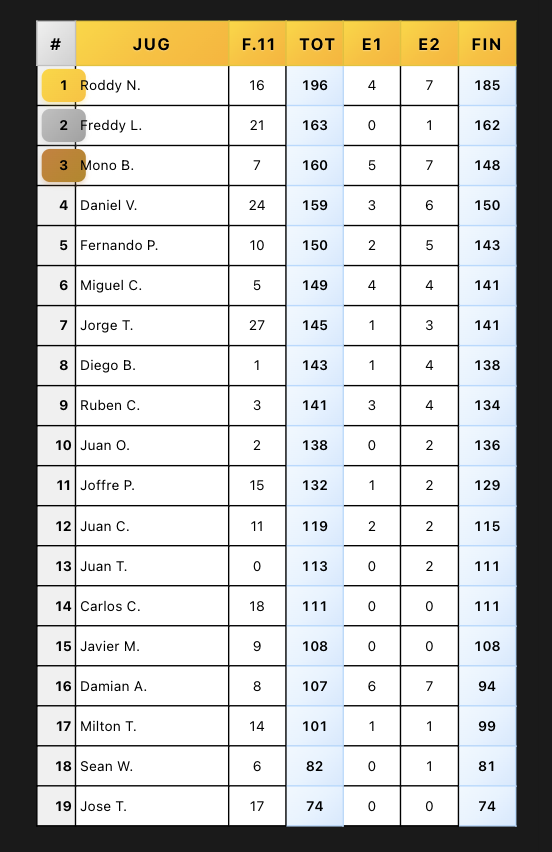 # JUG F.11 TOT E1 E2 FIN
1 Roddy N. 16 196 4 7 185
2 Freddy L. 21 163 0 1 162
3 Mono B. 7 160 5 7 148
4 Daniel V. 24 159 3 6 150
5 Fernando P. 10 150 2 5 143
6 Miguel C. 5 149 4 4 141
7 Jorge T. 27 145 1 3 141
8 Diego B. 1 143 1 4 138
9 Ruben C. 3 141 3 4 134
10 Juan O. 2 138 0 2 136
11 Joffre P. 15 132 1 2 129
12 Juan C. 11 119 2 2 115
13 Juan T. 0 113 0 2 111
14 Carlos C. 18 111 0 0 111
15 Javier M. 9 108 0 0 108
16 Damian A. 8 107 6 7 94
17 Milton T. 14 101 1 1 99
18 Sean W. 6 82 0 1 81
19 Jose T. 17 74 0 0 74